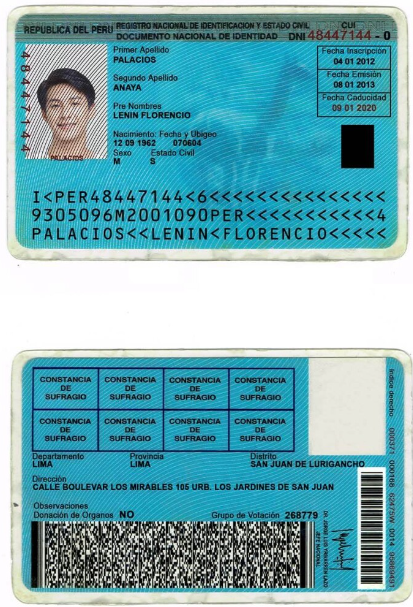 REPUBLICA DEL PERU REGISTRO NACIONAL DE IDENTIFICACION Y ESTADO CIVIL CUI
DOCUMENTO NACIONAL DE IDENTIDAD DNI 48447144 - 0
Primer Apellido
PALACIOS
Segundo Apellido
ANAYA
Pre Nombres
LENIN FLORENCIO
Nacimiento: Fecha y Ubigeo
12 09 1962 070604
Sexo Estado Civil
M S
Fecha Inscripción
04 01 2012
Fecha Emisión
08 01 2013
Fecha Caducidad
09 01 2020
48447144
PALACIOS
I<PER48447144<6<<<<<<<<<<<<<<<
9305096M2001090PER<<<<<<<<<<<4
PALACIOS<<LENIN<FLORENCIO<<<<<
CONSTANCIA DE SUFRAGIO CONSTANCIA DE SUFRAGIO CONSTANCIA DE SUFRAGIO CONSTANCIA DE SUFRAGIO
CONSTANCIA DE SUFRAGIO CONSTANCIA DE SUFRAGIO CONSTANCIA DE SUFRAGIO CONSTANCIA DE SUFRAGIO
Departamento Provincia Distrito
LIMA LIMA SAN JUAN DE LURIGANCHO
Dirección
CALLE BOULEVAR LOS MIRABLES 105 URB. LOS JARDINES DE SAN JUAN
Observaciones
Donación de Organos NO Grupo de Votación 268779
Indice derecho